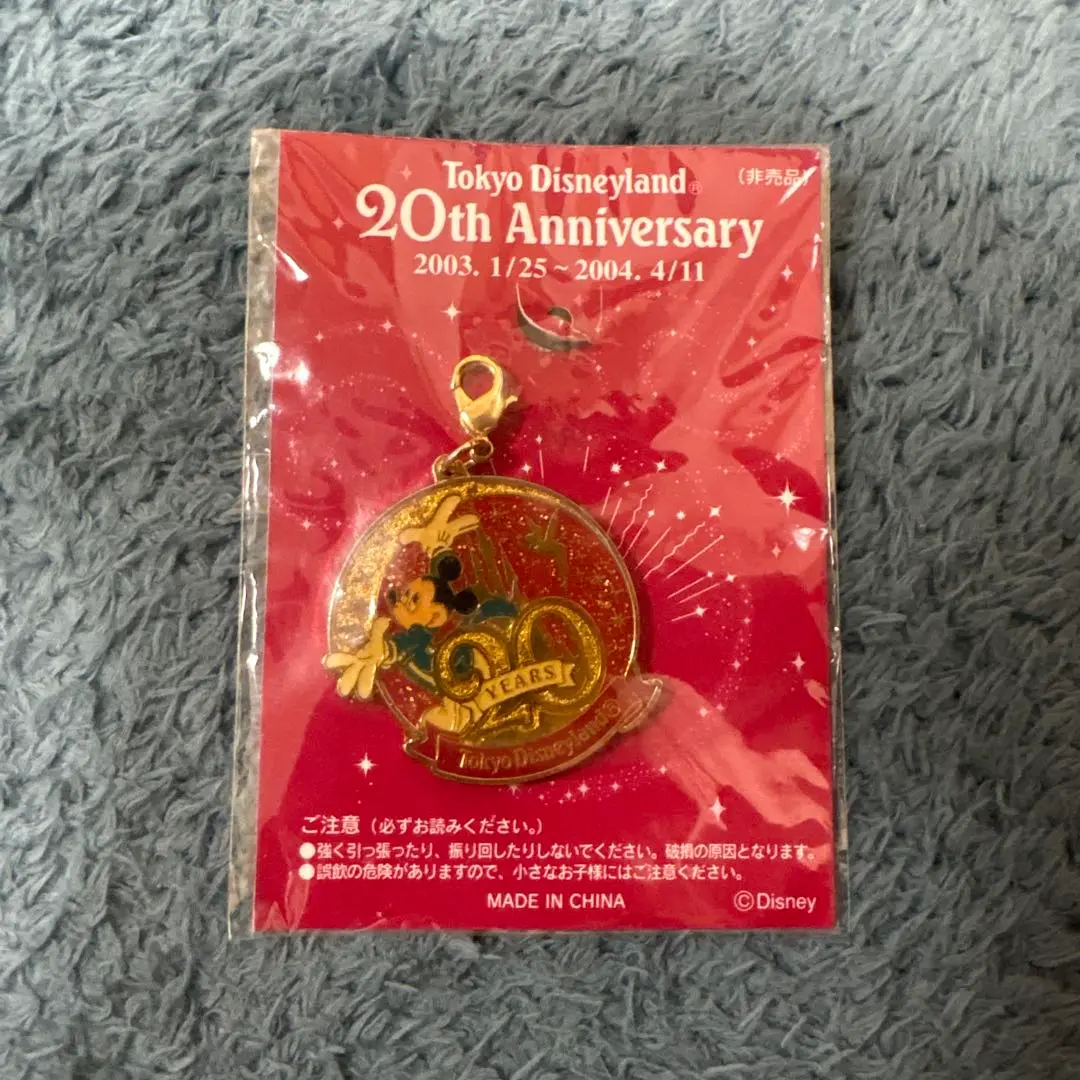 Tokyo Disneyland®
(非売品)
20th Anniversary
2003. 1/25~2004. 4/11
20
YEARS
Tokyo Disneyland®
ご注意(必ずお読みください。)
●強く引っ張ったり、振り回したりしないでください。破損の原因となります。
●誤飲の危険がありますので、小さなお子様にはご注意ください。
MADE IN CHINA
©Disney